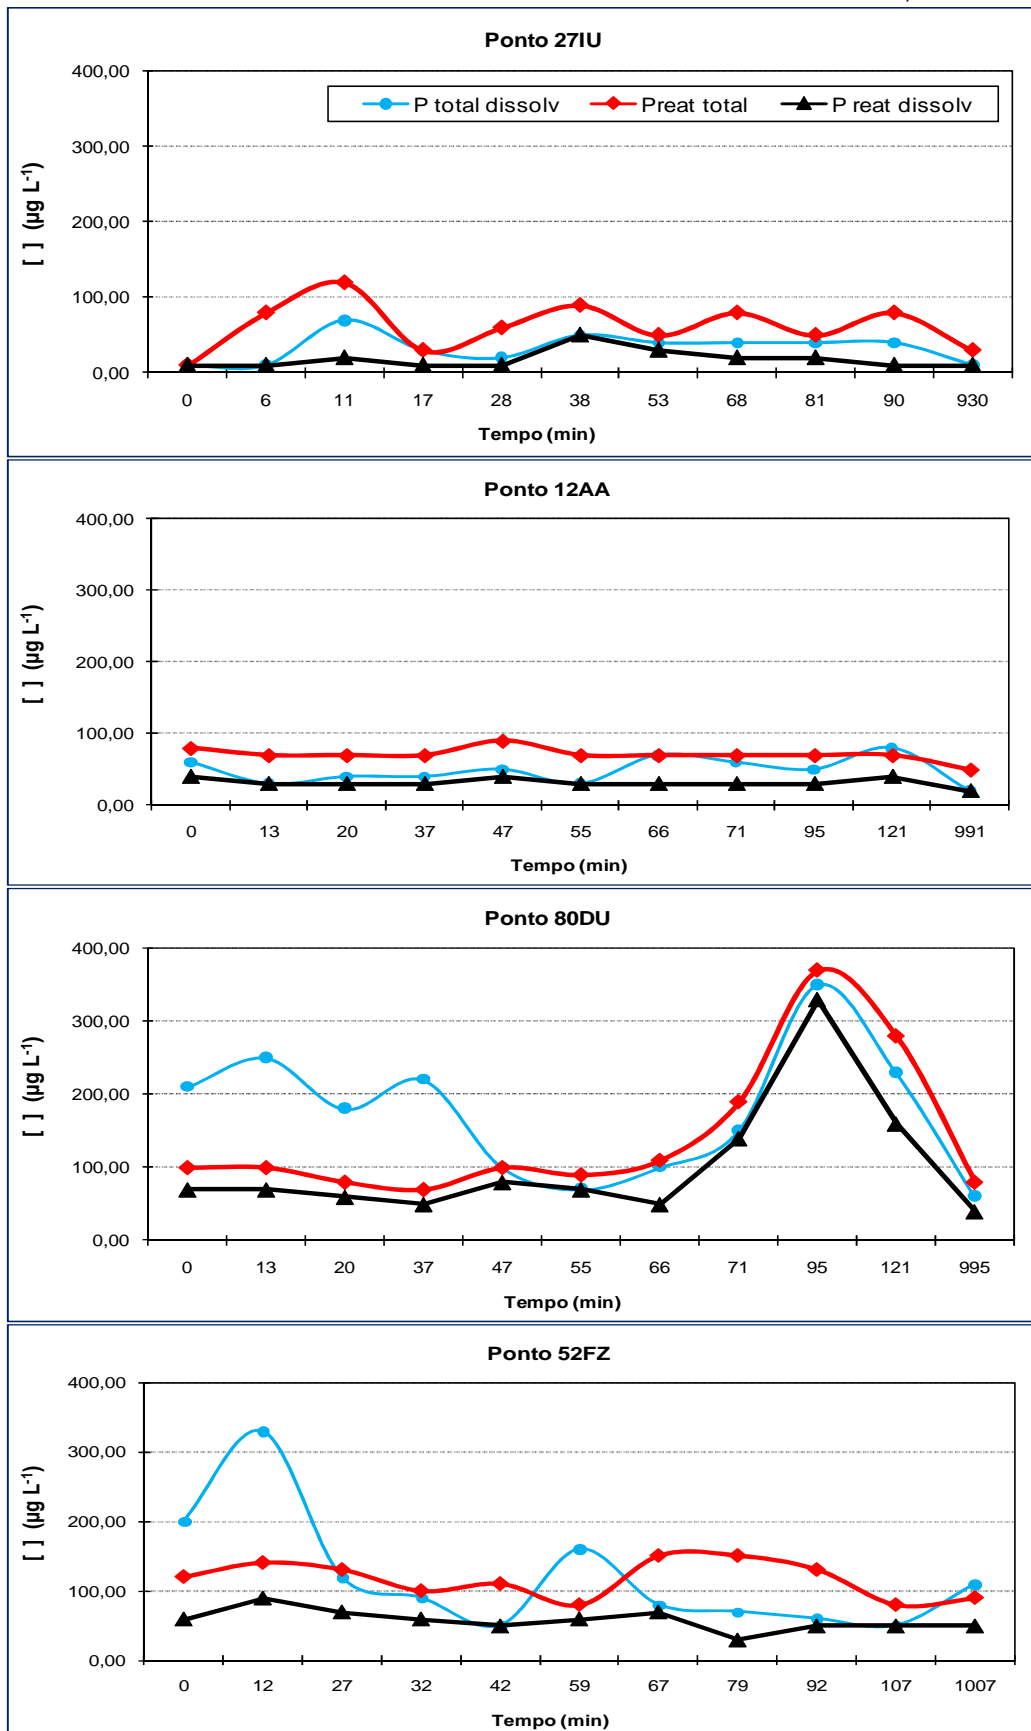 Ponto 27IU
400,00
P total dissolv Preat total P reat dissolv
300,00
200,00
100,00
0,00
[ ] (µg L-1)
0 6 11 17 28 38 53 68 81 90 930
Tempo (min)
Ponto 12AA
400,00
300,00
200,00
100,00
0,00
[ ] (µg L-1)
0 13 20 37 47 55 66 71 95 121 991
Tempo (min)
Ponto 80DU
400,00
300,00
200,00
100,00
0,00
[ ] (µg L-1)
0 13 20 37 47 55 66 71 95 121 995
Tempo (min)
Ponto 52FZ
400,00
300,00
200,00
100,00
0,00
[ ] (µg L-1)
0 12 27 32 42 59 67 79 92 107 1007
Tempo (min)